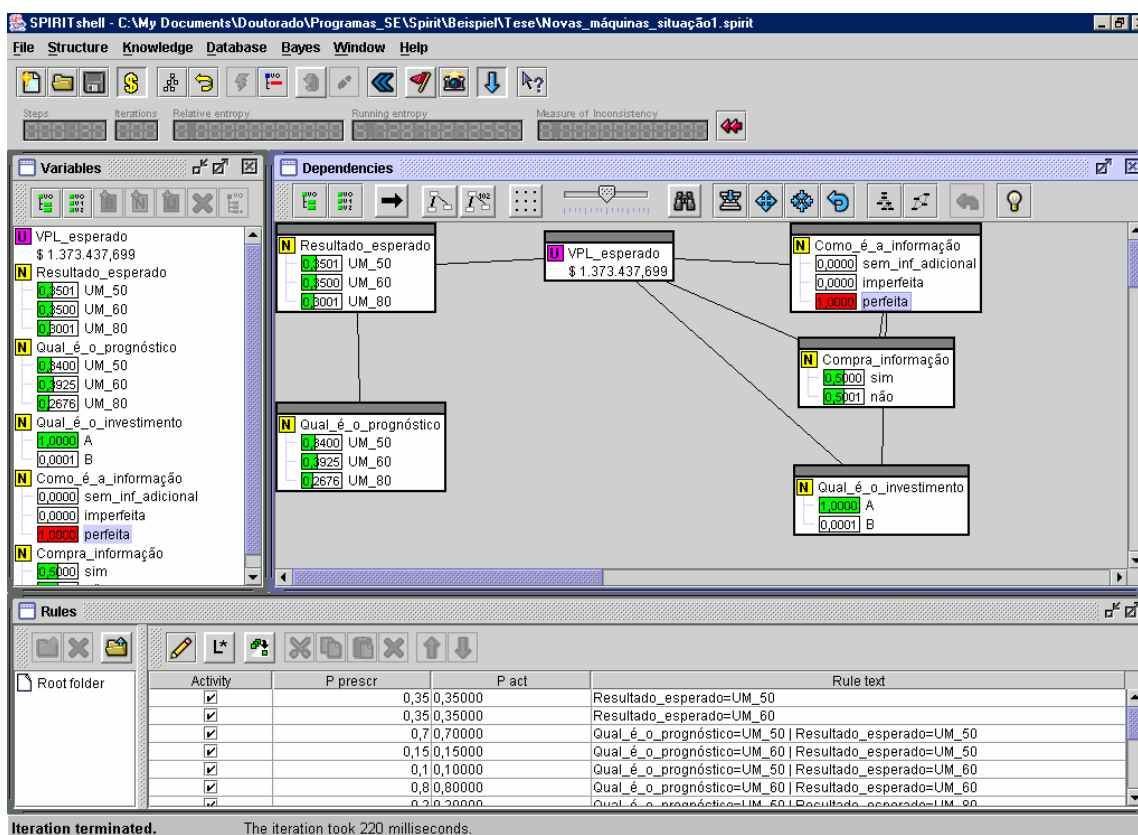 SPIRITshell - C:\My Documents\Doutorado\Programas_SE\Spirit\Beispiel\Tese\Novas_máquinas_situação1.spirit
File Structure Knowledge Database Bayes Window Help
Steps Iterations Relative entropy Running entropy Measure of Inconsistency
Variables
U VPL_esperado
$ 1.373.437,699
N Resultado_esperado
0,3501 UM_50
0,3500 UM_60
0,3001 UM_80
N Qual_é_o_prognóstico
0,3400 UM_50
0,3925 UM_60
0,2676 UM_80
N Qual_é_o_investimento
1,0000 A
0,0001 B
N Como_é_a_informação
0,0000 sem_inf_adicional
0,0000 imperfeita
1,0000 perfeita
N Compra_informação
0,5000 sim
Dependencies
N Resultado_esperado
0,3501 UM_50
0,3500 UM_60
0,3001 UM_80
U VPL_esperado
$ 1.373.437,699
N Como_é_a_informação
0,0000 sem_inf_adicional
0,0000 imperfeita
1,0000 perfeita
N Compra_informação
0,5000 sim
0,5001 não
N Qual_é_o_prognóstico
0,3400 UM_50
0,3925 UM_60
0,2676 UM_80
N Qual_é_o_investimento
1,0000 A
0,0001 B
Rules
L*
Root folder
Activity P prescr P act Rule text
0,35 0,35000 Resultado_esperado=UM_50
0,35 0,35000 Resultado_esperado=UM_60
0,7 0,70000 Qual_é_o_prognóstico=UM_50 | Resultado_esperado=UM_50
0,15 0,15000 Qual_é_o_prognóstico=UM_60 | Resultado_esperado=UM_50
0,1 0,10000 Qual_é_o_prognóstico=UM_50 | Resultado_esperado=UM_60
0,8 0,80000 Qual_é_o_prognóstico=UM_60 | Resultado_esperado=UM_60
0,2 0,20000 Qual_é_o_prognóstico=UM_50 | Resultado_esperado=UM_80
Iteration terminated. The iteration took 220 milliseconds.